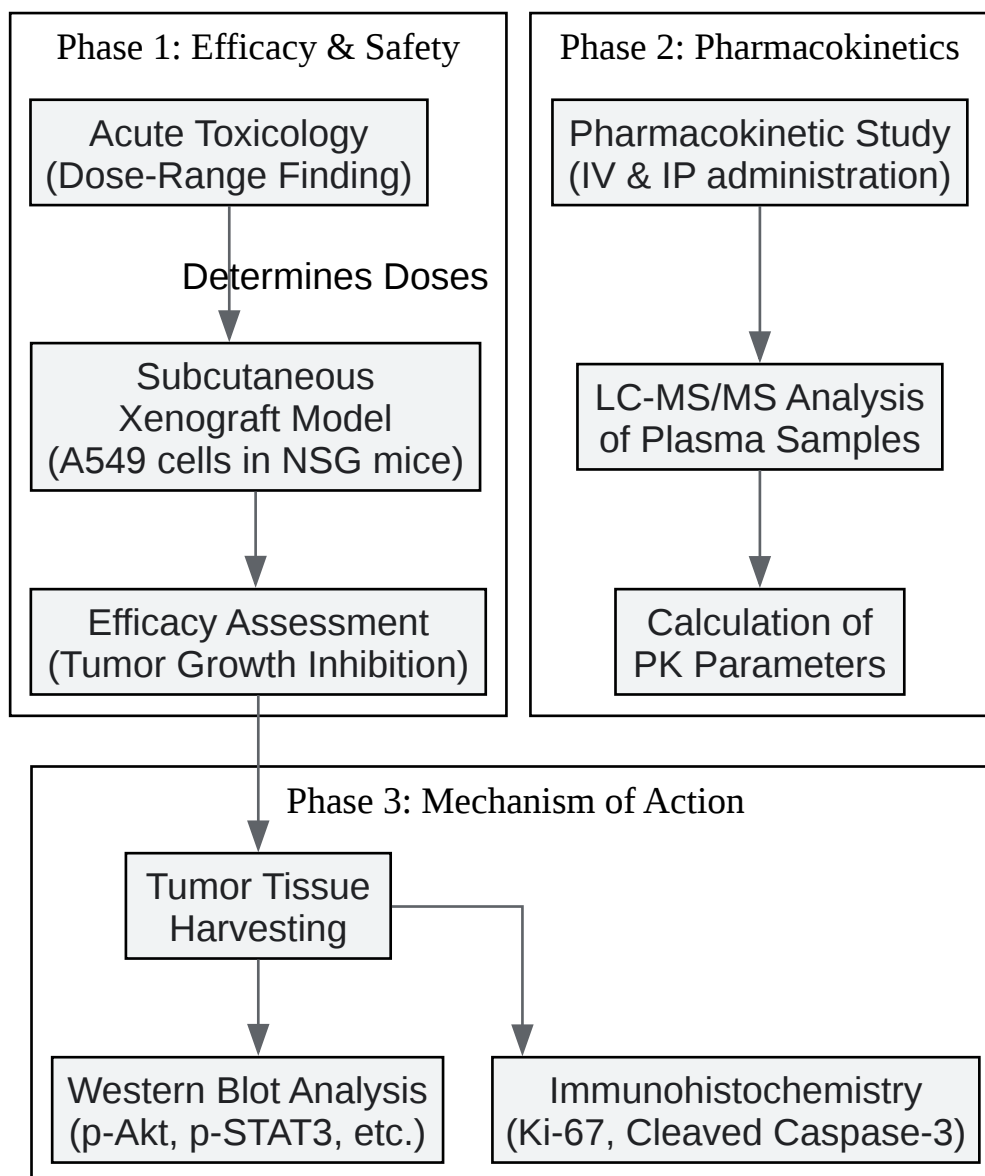 Phase 1: Efficacy & Safety
Acute Toxicology
(Dose-Range Finding)
Determines Doses
Subcutaneous
Xenograft Model
(A549 cells in NSG mice)
Efficacy Assessment
(Tumor Growth Inhibition)
Phase 2: Pharmacokinetics
Pharmacokinetic Study
(IV & IP administration)
LC-MS/MS Analysis
of Plasma Samples
Calculation of
PK Parameters
Phase 3: Mechanism of Action
Tumor Tissue
Harvesting
Western Blot Analysis
(p-Akt, p-STAT3, etc.)
Immunohistochemistry
(Ki-67, Cleaved Caspase-3)